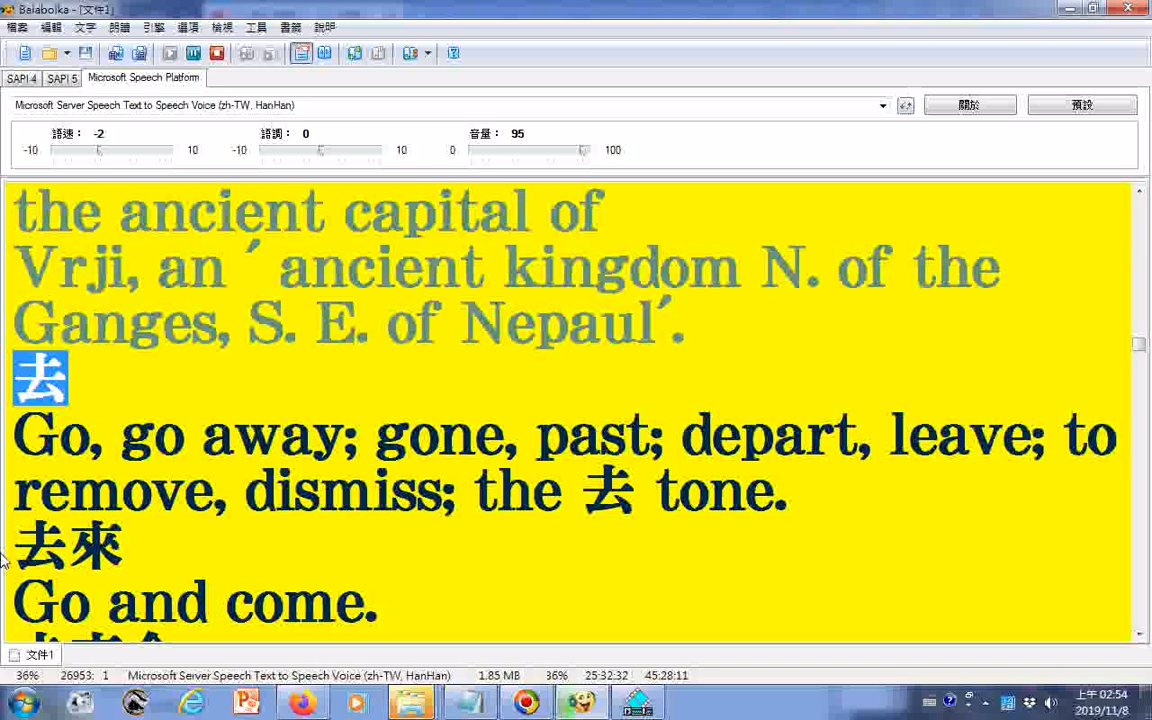 Balabolka - [文件1]
檔案 編輯 文字 朗讀 引擎 選項 檢視 工具 書籤 說明
SAPI 4 SAPI 5 Microsoft Speech Platform
Microsoft Server Speech Text to Speech Voice (zh-TW, HanHan) 關於 預設
語速： -2 語調： 0 音量： 95
-10 10 -10 10 0 100
the ancient capital of
Vrji, an ´ ancient kingdom N. of the
Ganges, S. E. of Nepaul´.
去
Go, go away; gone, past; depart, leave; to
remove, dismiss; the 去 tone.
去來
Go and come.
文件1
36% 26953: 1 Microsoft Server Speech Text to Speech Voice (zh-TW, HanHan) 1.85 MB 36% 25:32:32 45:28:11
上午 02:54
2019/11/8